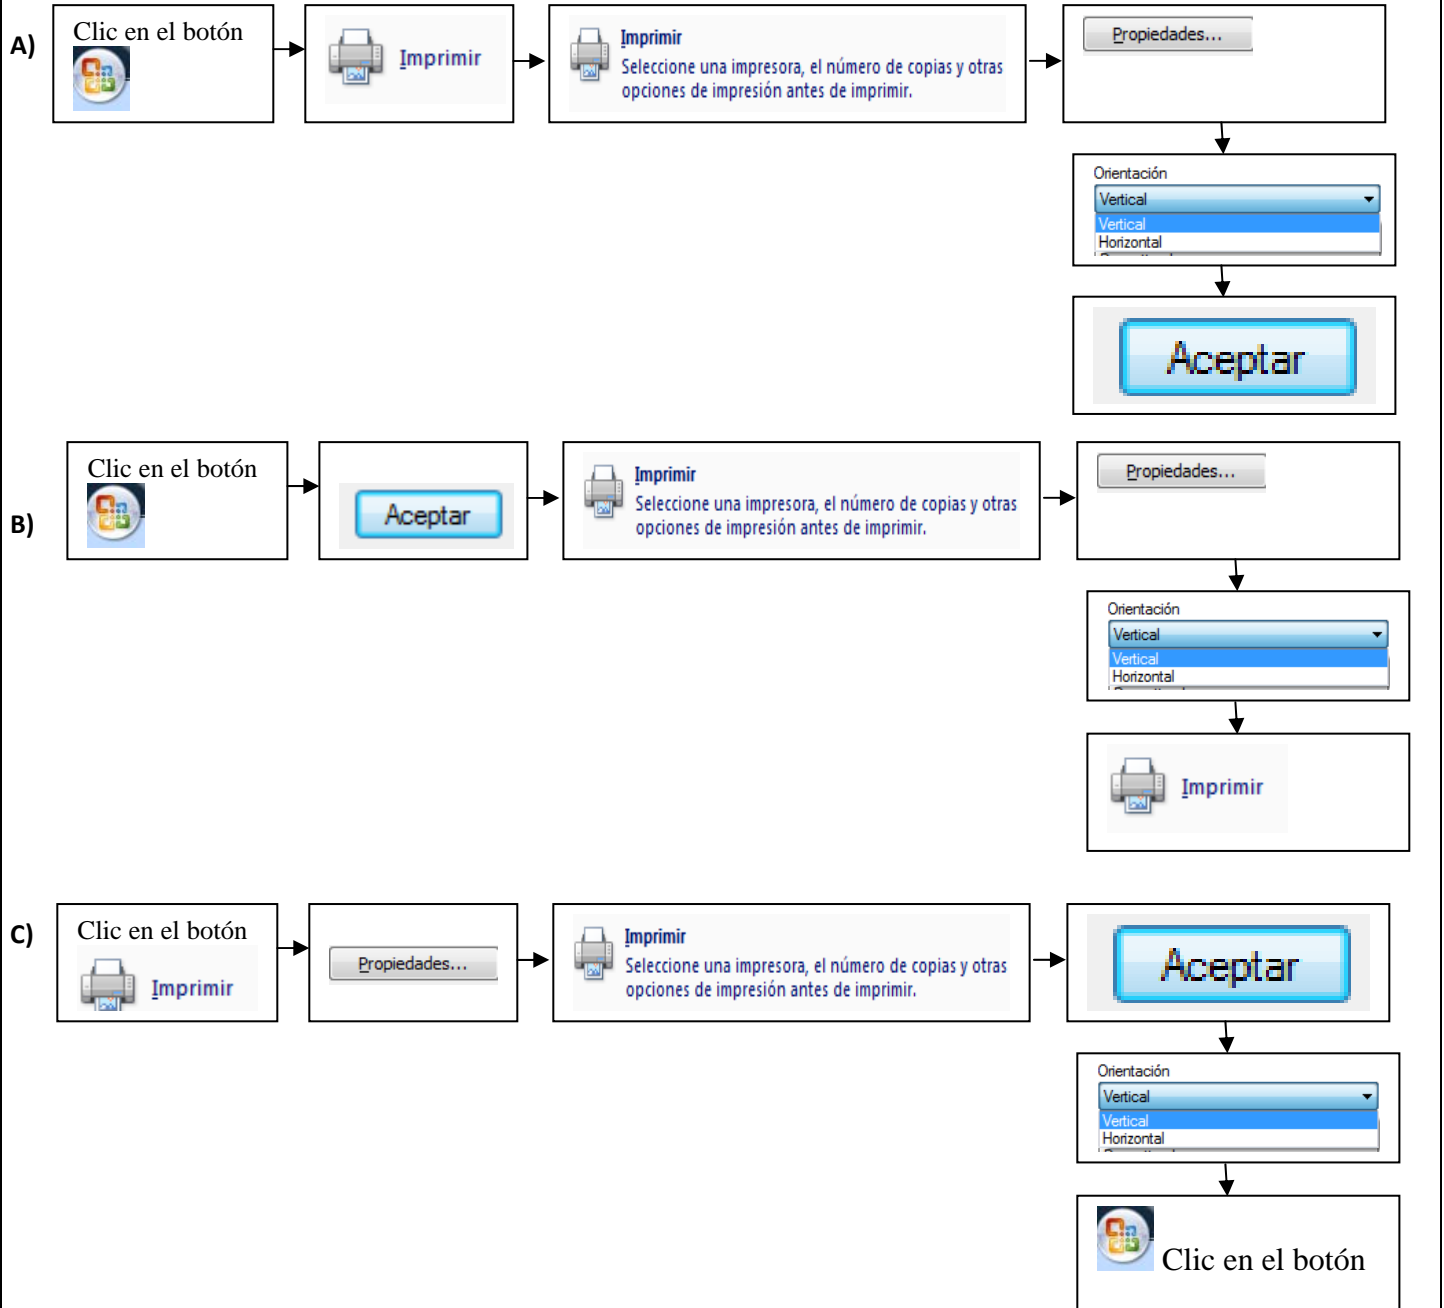 A)
Clic en el botón
Imprimir
Imprimir
Seleccione una impresora, el número de copias y otras
opciones de impresión antes de imprimir.
Propiedades...
Orientación
Vertical
Vertical
Horizontal
Aceptar
B)
Clic en el botón
Aceptar
Imprimir
Seleccione una impresora, el número de copias y otras
opciones de impresión antes de imprimir.
Propiedades...
Orientación
Vertical
Vertical
Horizontal
Imprimir
C)
Clic en el botón
Imprimir
Propiedades...
Imprimir
Seleccione una impresora, el número de copias y otras
opciones de impresión antes de imprimir.
Aceptar
Orientación
Vertical
Vertical
Horizontal
Clic en el botón